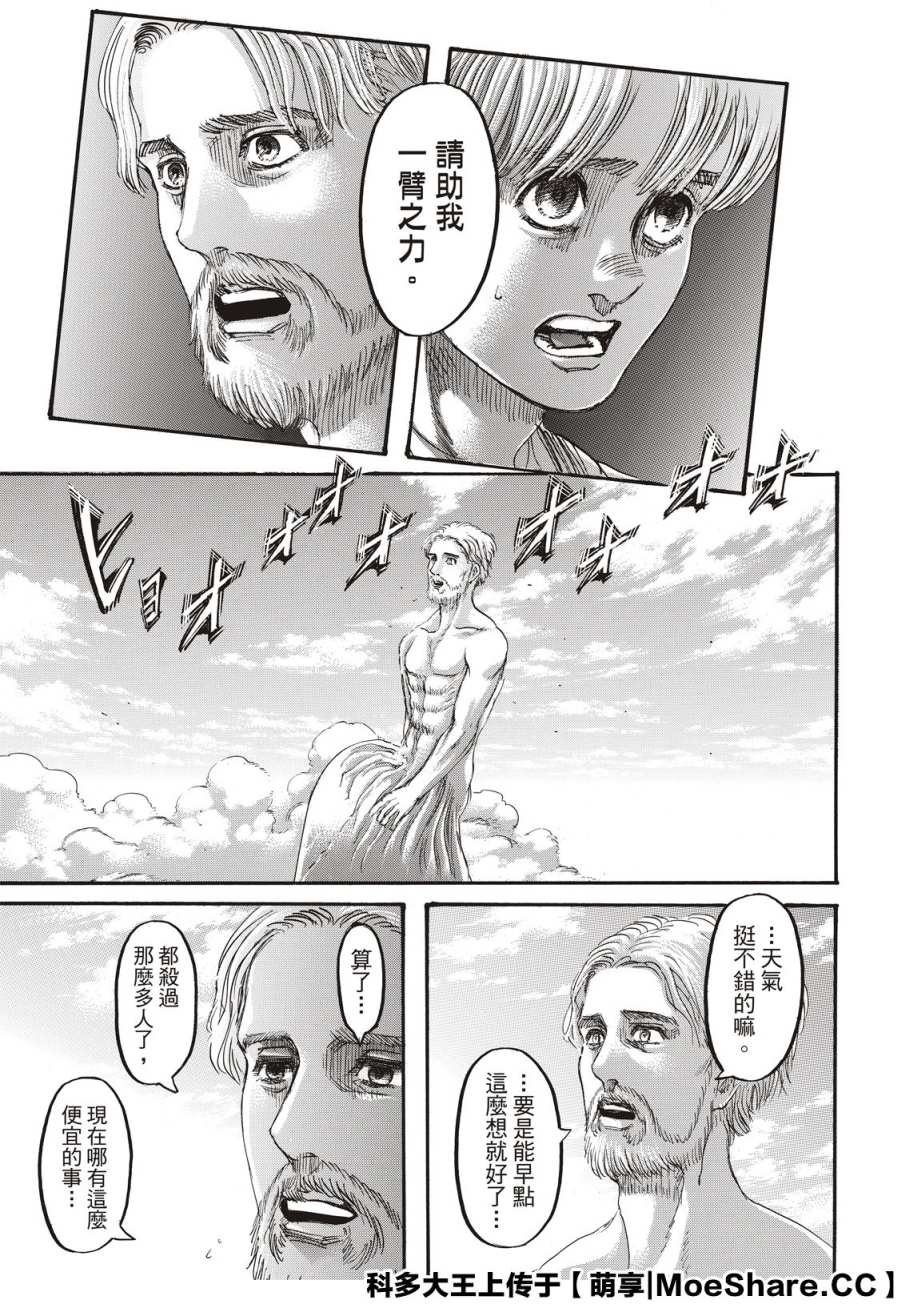 請助我
一臂之力。
ヒュオオオオオオオオオ
…天氣
挺不錯的嘛。
…要是能早點
這麼想就好了…
算了…
都殺過
那麼多人了，
現在哪有這麼
便宜的事…
科多大王上传于【萌享|MoeShare.CC】